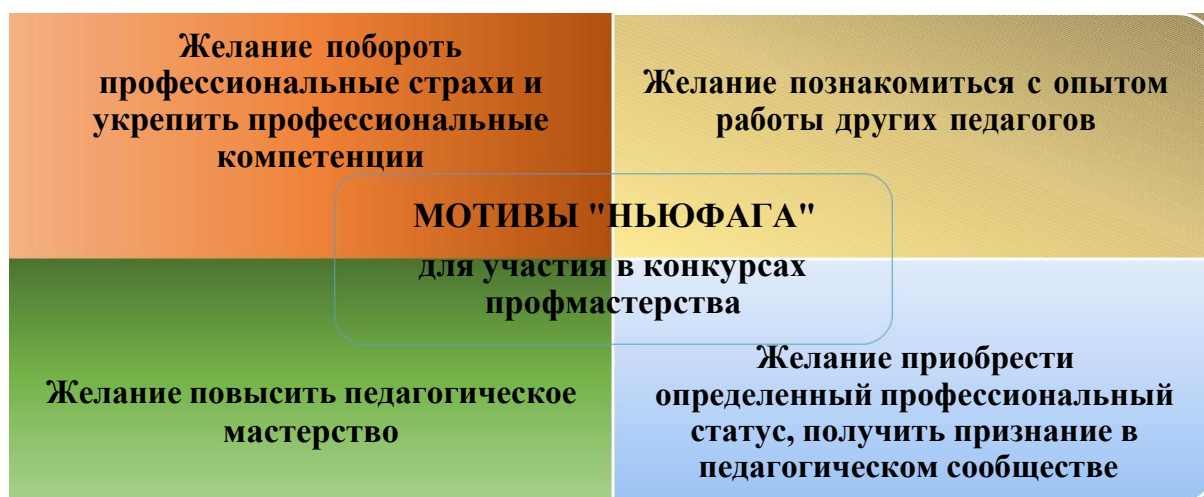 Желание побороть
профессиональные страхи и
укрепить профессиональные
компетенции
Желание познакомиться с опытом
работы других педагогов
МОТИВЫ "НЬЮФАГА"
для участия в конкурсах
профмастерства
Желание повысить педагогическое
мастерство
Желание приобрести
определенный профессиональный
статус, получить признание в
педагогическом сообществе